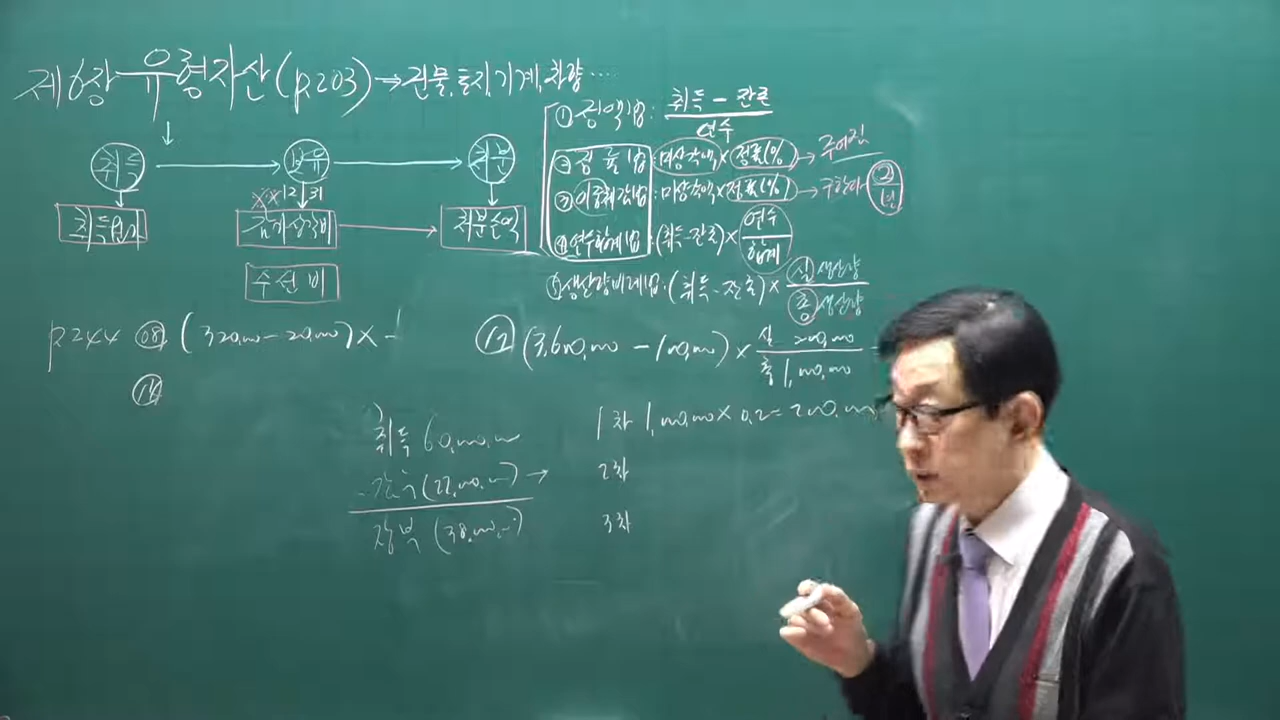 제6장 유형자산(p.203) → 건물,토지,기계,차량…
취득 → 보유 → 처분
12/31
취득원가
감가상각비 → 처분손익
수선비
① 정액법: 취득-잔존
연수
② 정률법: 미상각액×정률(%) → 주어진
③ 이중체감법: 미상각액×정률(%) → 구하라 2/년
④ 연수합계법: (취득-잔존)× 연수
합계
⑤ 생산량비례법: (취득-잔존)× 실생산량
총생산량
p.244 ⑧ (320,000-20,000)×
⑭
⑫ (3,600,000-100,000)× 실 200,000
총 1,000,000
취득 60,000,000
(22,000,000) →
장부 (38,000,000)
1차 1,000,000×0.2=200,000
2차
3차